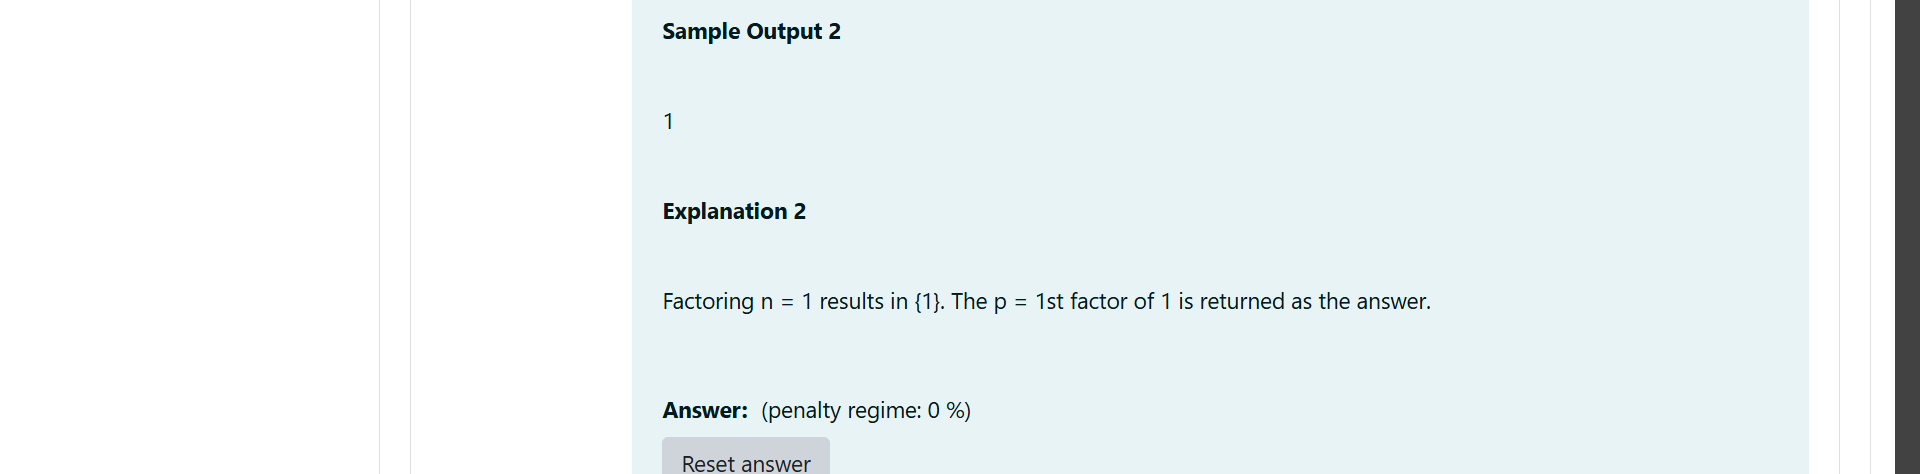 Sample Output 2
1
Explanation 2
Factoring n = 1 results in {1}. The p = 1st factor of 1 is returned as the answer.
Answer: (penalty regime: 0 %)
Reset answer